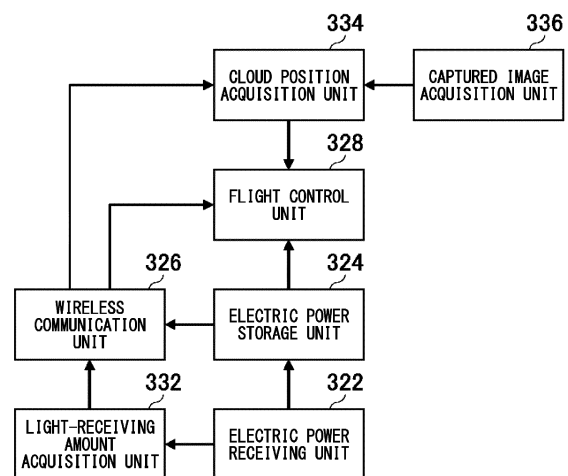 334
CLOUD POSITION
ACQUISITION UNIT
336
CAPTURED IMAGE
ACQUISITION UNIT
328
FLIGHT CONTROL
UNIT
326
WIRELESS
COMMUNICATION
UNIT
324
ELECTRIC POWER
STORAGE UNIT
332
LIGHT-RECEIVING
AMOUNT
ACQUISITION UNIT
322
ELECTRIC POWER
RECEIVING UNIT